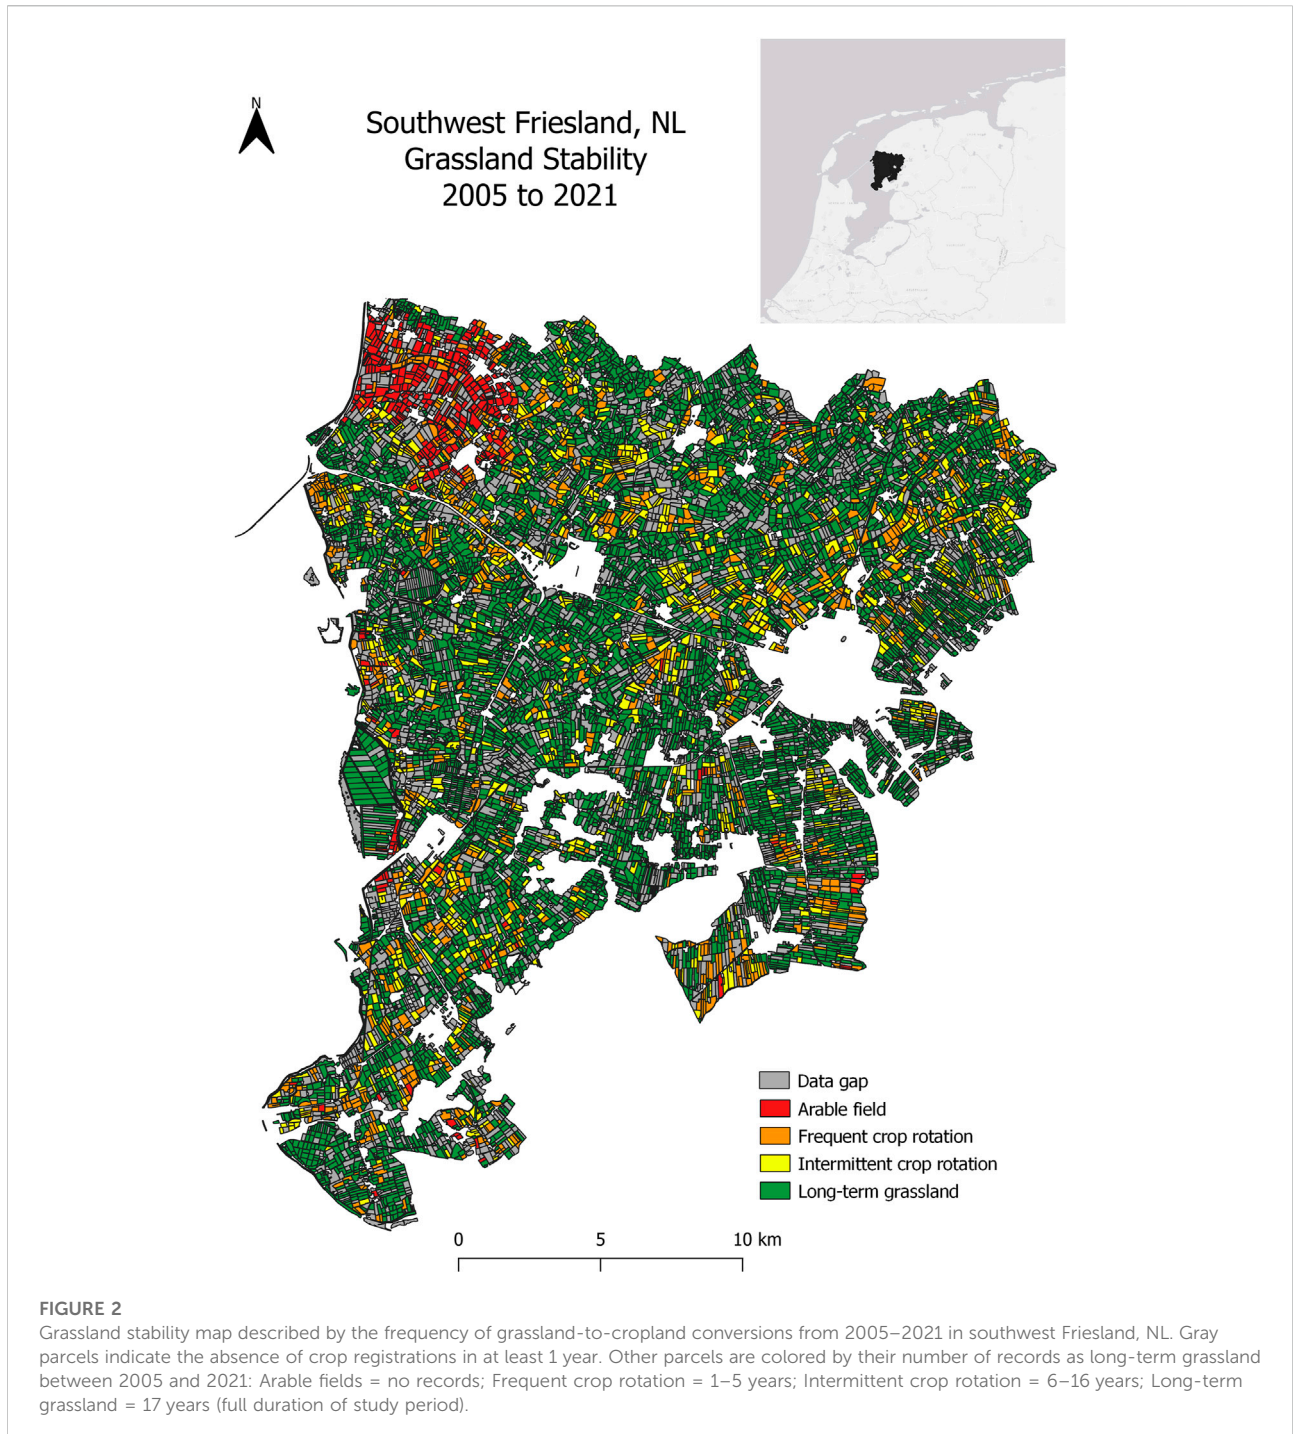 N
Southwest Friesland, NL
Grassland Stability
2005 to 2021
Data gap
Arable field
Frequent crop rotation
Intermittent crop rotation
Long-term grassland
0 5 10 km
FIGURE 2
Grassland stability map described by the frequency of grassland-to-cropland conversions from 2005–2021 in southwest Friesland, NL. Gray
parcels indicate the absence of crop registrations in at least 1 year. Other parcels are colored by their number of records as long-term grassland
between 2005 and 2021: Arable fields = no records; Frequent crop rotation = 1–5 years; Intermittent crop rotation = 6–16 years; Long-term
grassland = 17 years (full duration of study period).